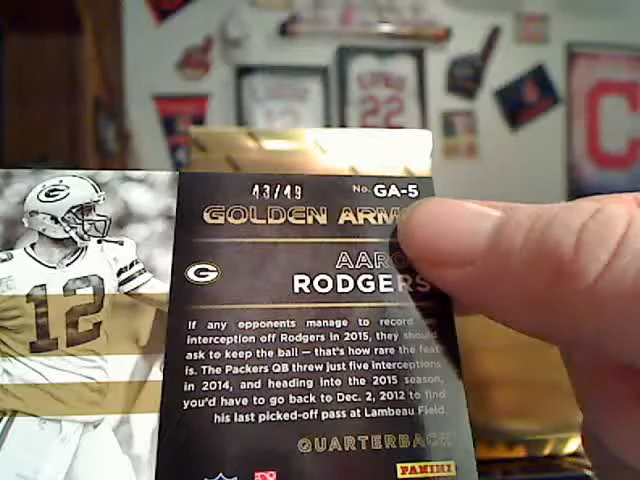 43/49 No. GA-5
GOLDEN ARM
RODGERS
If any opponents manage to record
interception off Rodgers in 2015, they should
ask to keep the ball — that's how rare the feat
is. The Packers QB threw just five interceptions
in 2014, and heading into the 2015 season,
you'd have to go back to Dec. 2, 2012 to find
his last picked-off pass at Lambeau Field.
QUARTERBACK
PANINI
G
12
22
C